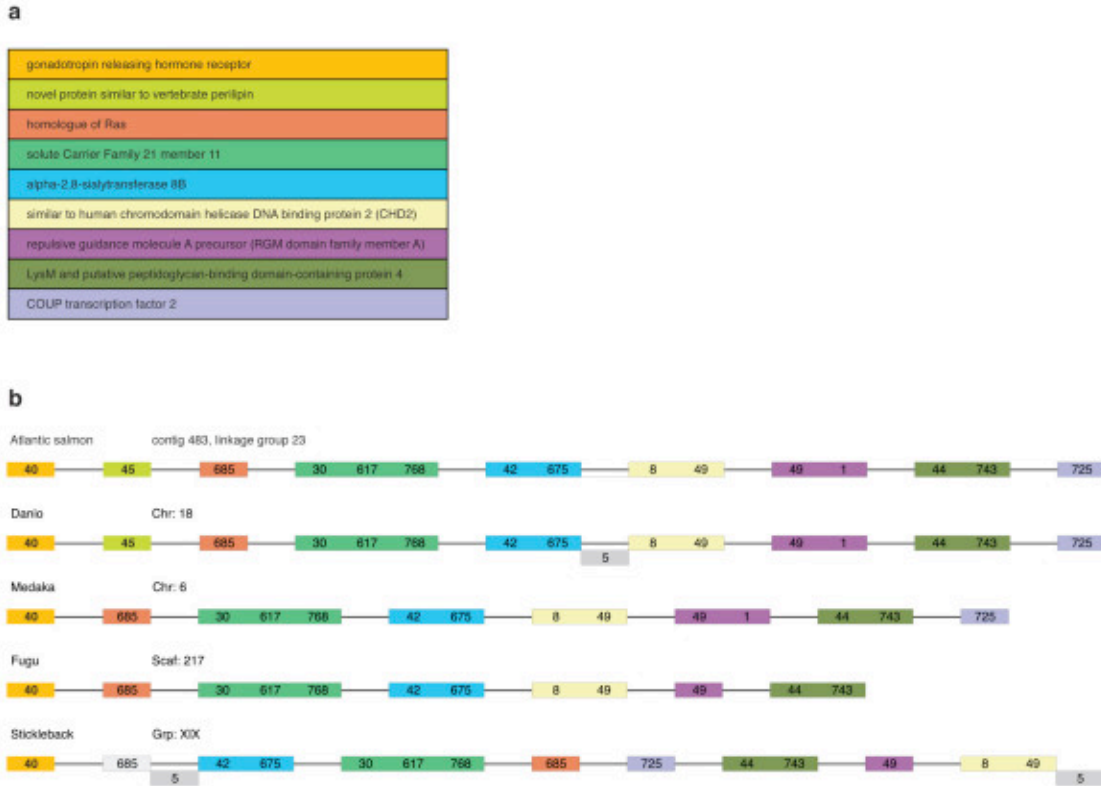 a
gonadotropin releasing hormone receptor
novel protein similar to vertebrate perilipin
homologue of Ras
solute Carrier Family 21 member 11
alpha-2,8-sialytransferase 8B
similar to human chromodomain helicase DNA binding protein 2 (CHD2)
repulsive guidance molecule A precursor (RGM domain family member A)
LysM and putative peptidoglycan-binding domain-containing protein 4
COUP transcription factor 2
b
Atlantic salmon contig 483, linkage group 23
40 45 685 30 617 768 42 675 8 49 49 1 44 743 725
Danio Chr: 18
40 45 685 30 617 768 42 675 8 49 49 1 44 743 725
5
Medaka Chr: 6
40 685 30 617 768 42 675 8 49 49 1 44 743 725
Fugu Scaf: 217
40 685 30 617 768 42 675 8 49 49 44 743
Stickleback Grp: XIX
40 685 42 675 30 617 768 685 725 44 743 49 8 49
5 5